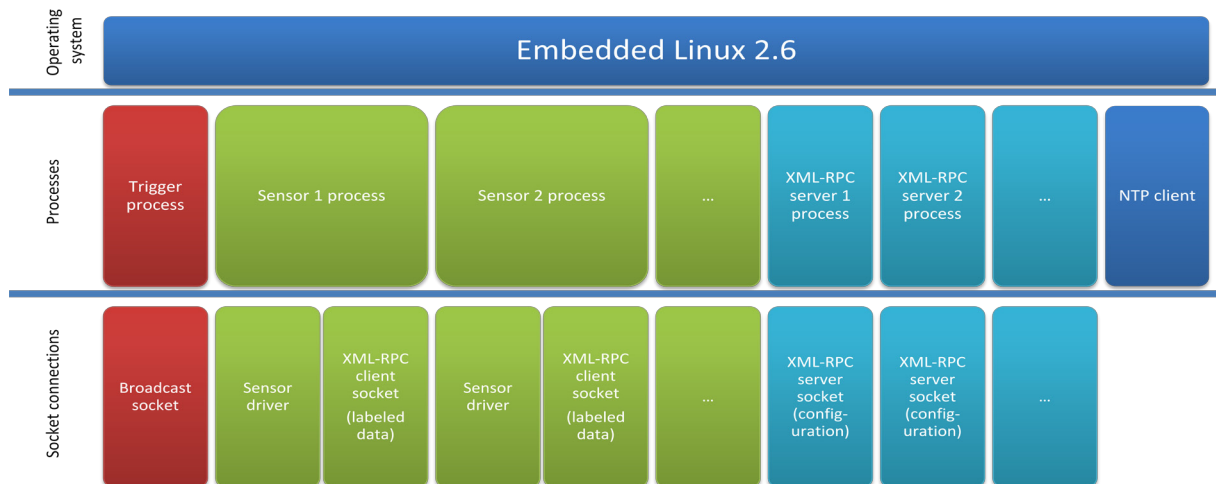 Operating
system
Embedded Linux 2.6
Processes
Trigger
process
Sensor 1 process
Sensor 2 process
...
XML-RPC
server 1
process
XML-RPC
server 2
process
...
NTP client
Socket connections
Broadcast
socket
Sensor
driver
XML-RPC
client
socket
(labeled
data)
Sensor
driver
XML-RPC
client
socket
(labeled
data)
...
XML-RPC
server
socket
(config-
uration)
XML-RPC
server
socket
(config-
uration)
...